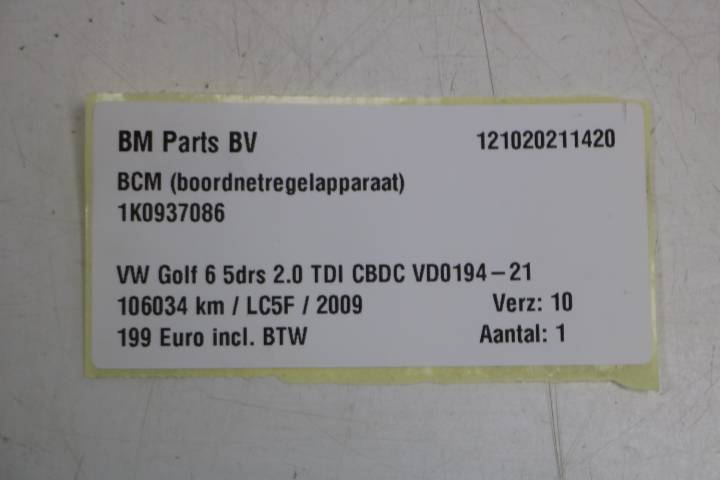 BM Parts BV 121020211420
BCM (boordnetregelapparaat)
1K0937086
VW Golf 6 5drs 2.0 TDI CBDC VD0194-21
106034 km / LC5F / 2009 Verz: 10
199 Euro incl. BTW Aantal: 1